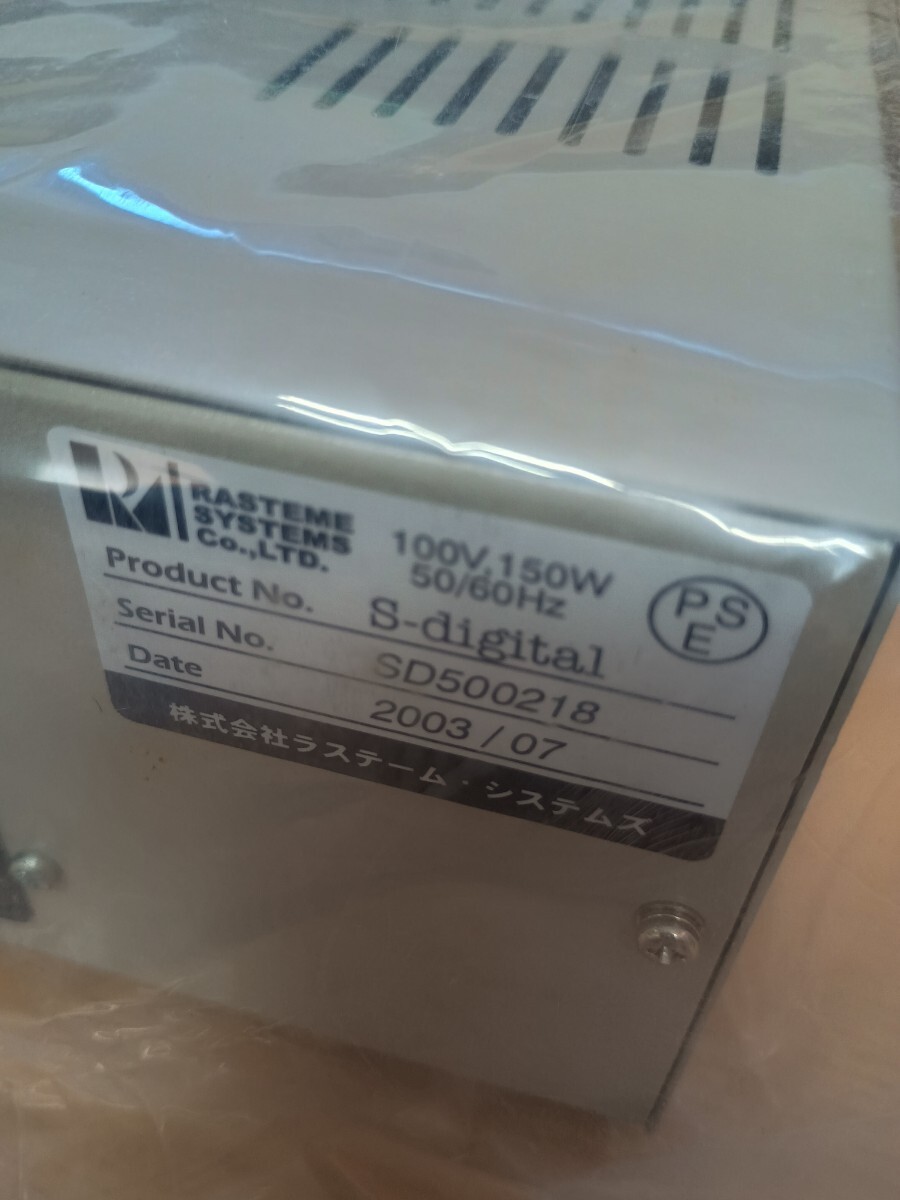 RASTEME
SYSTEMS
Co.,LTD.
100V,150W
50/60Hz
PSE
Product No. S-digital
Serial No. SD500218
Date 2003/07
株式会社ラステーム・システムズ